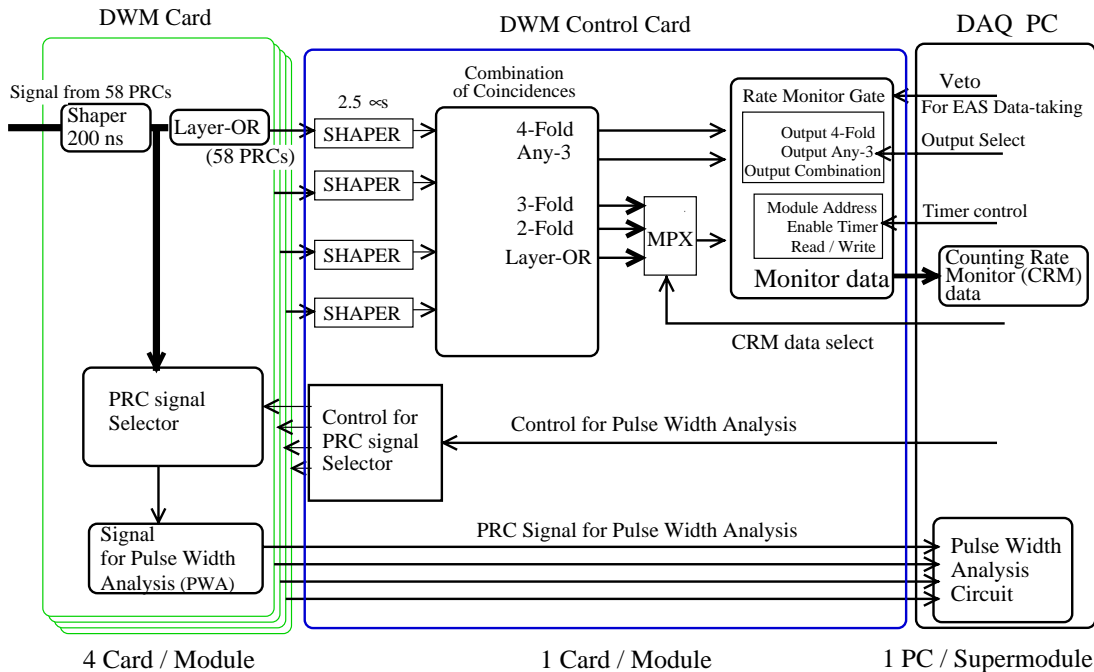 DWM Card
DWM Control Card
DAQ PC
Signal from 58 PRCs
Shaper
200 ns
Layer-OR
(58 PRCs)
2.5 ∝s
SHAPER
SHAPER
SHAPER
SHAPER
Combination
of Coincidences
4-Fold
Any-3
3-Fold
2-Fold
Layer-OR
MPX
Rate Monitor Gate
Output 4-Fold
Output Any-3
Output Combination
Module Address
Enable Timer
Read / Write
Monitor data
Veto
For EAS Data-taking
Output Select
Timer control
Counting Rate
Monitor (CRM)
data
CRM data select
PRC signal
Selector
Control for
PRC signal
Selector
Control for Pulse Width Analysis
Signal
for Pulse Width
Analysis (PWA)
PRC Signal for Pulse Width Analysis
Pulse Width
Analysis
Circuit
4 Card / Module
1 Card / Module
1 PC / Supermodule